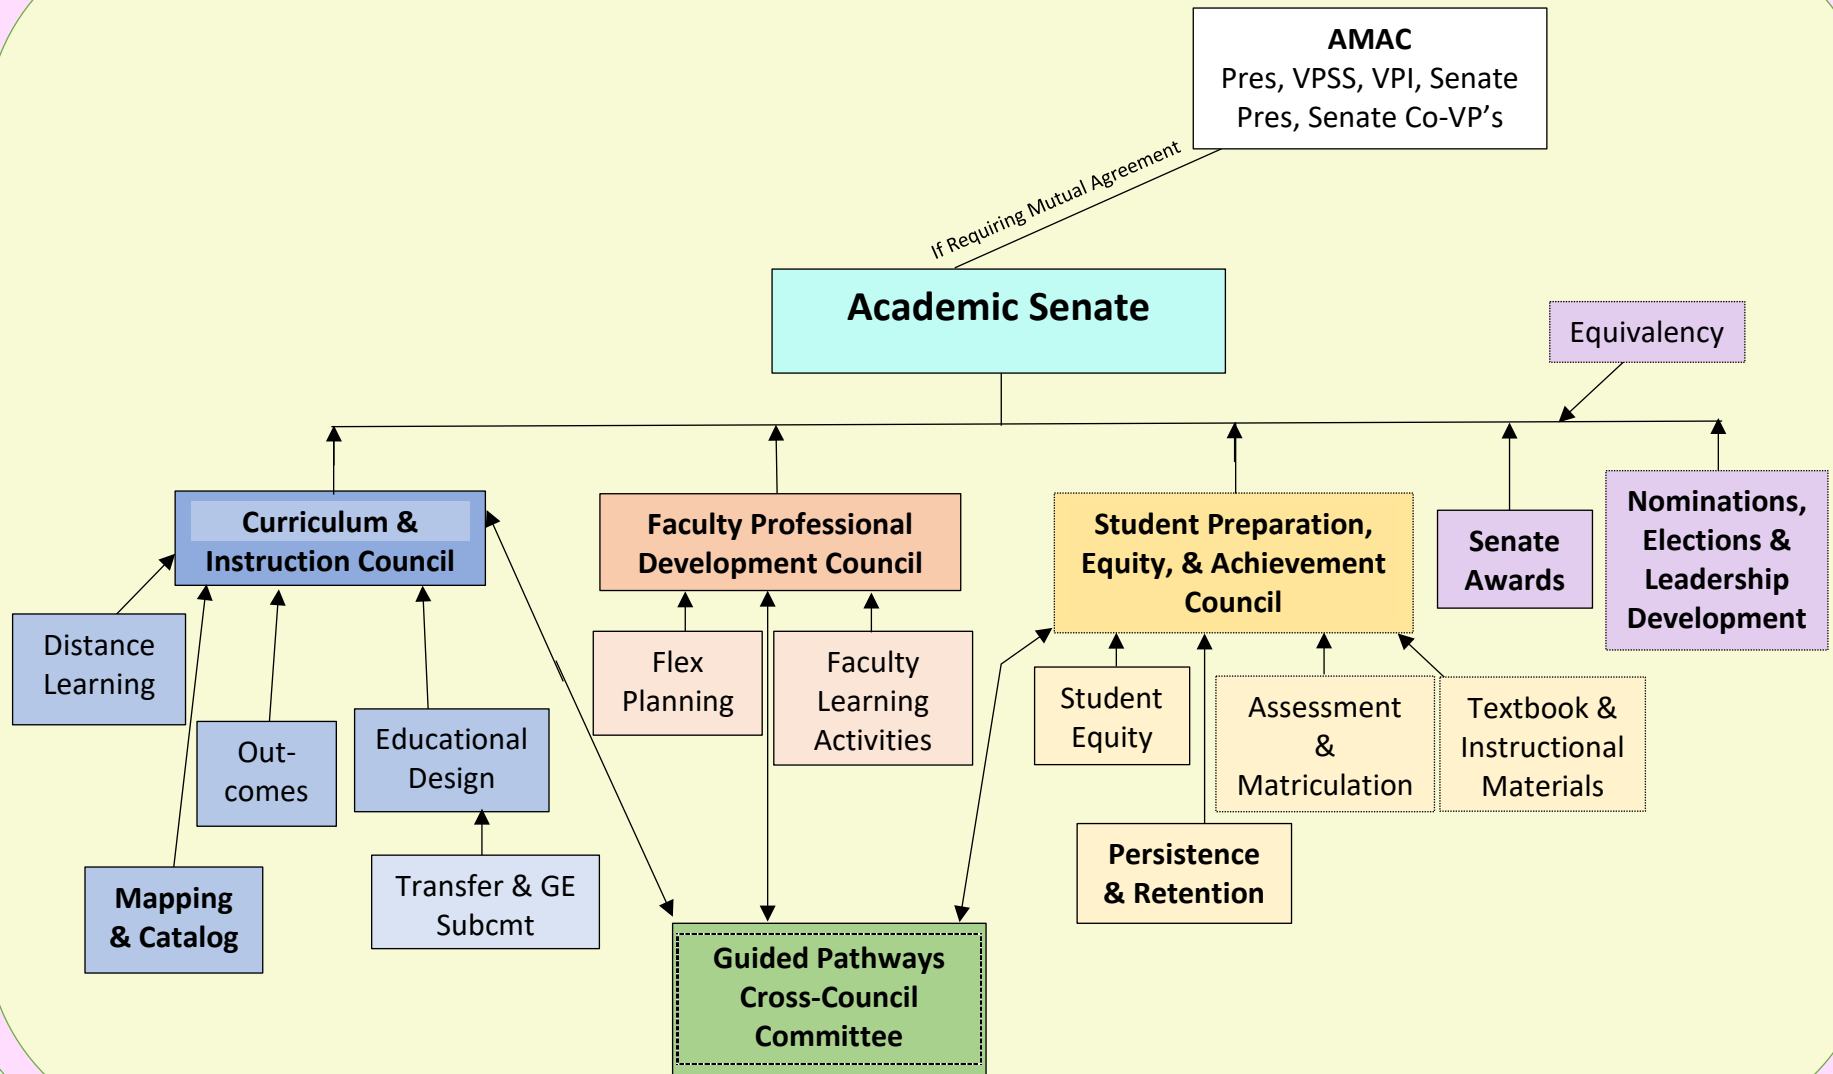 AMAC
Pres, VPSS, VPI, Senate
Pres, Senate Co-VP’s
If Requiring Mutual Agreement
Academic Senate
Equivalency
Curriculum &
Instruction Council
Faculty Professional
Development Council
Student Preparation,
Equity, & Achievement
Council
Senate
Awards
Nominations,
Elections &
Leadership
Development
Distance
Learning
Out-
comes
Educational
Design
Mapping
& Catalog
Transfer & GE
Subcmt
Flex
Planning
Faculty
Learning
Activities
Student
Equity
Assessment
&
Matriculation
Textbook &
Instructional
Materials
Persistence
& Retention
Guided Pathways
Cross-Council
Committee